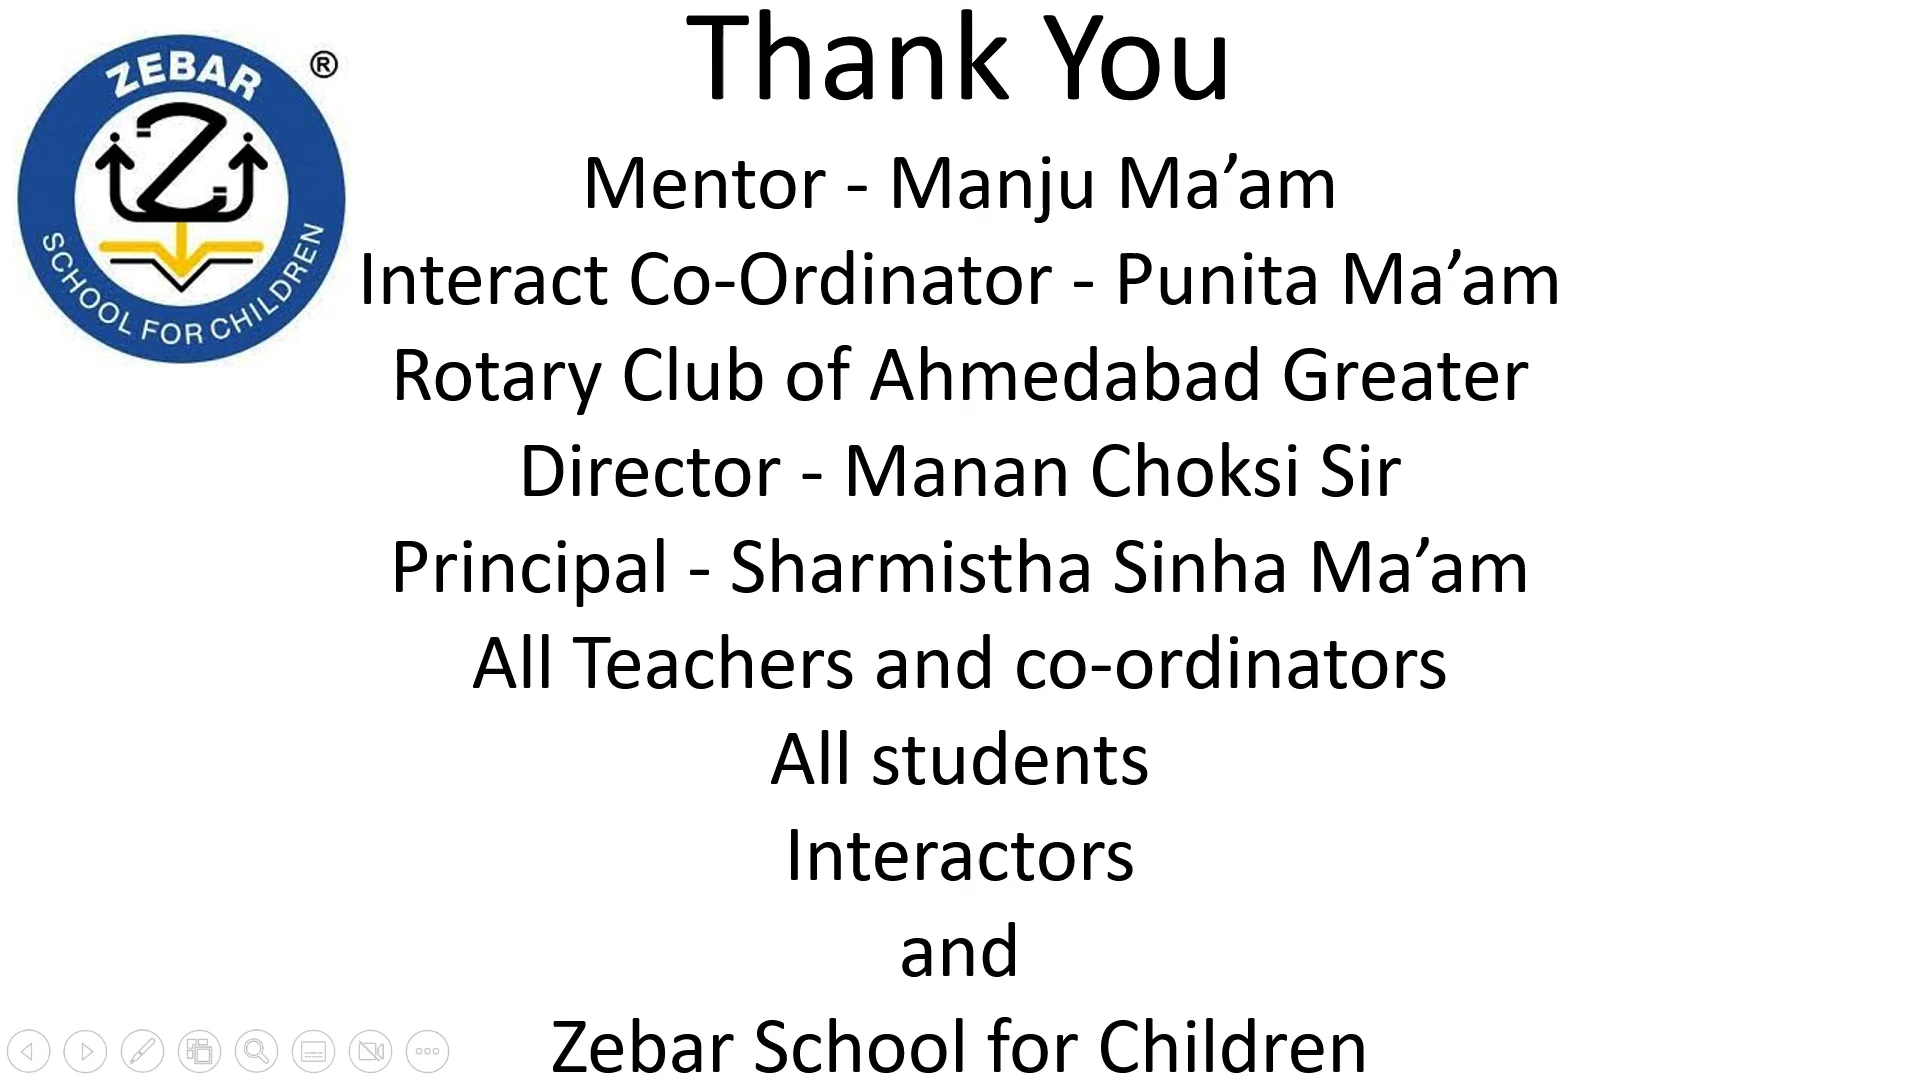 ZEBAR
SCHOOL FOR CHILDREN
®
Thank You
Mentor - Manju Ma’am
Interact Co-Ordinator - Punita Ma’am
Rotary Club of Ahmedabad Greater
Director - Manan Choksi Sir
Principal - Sharmistha Sinha Ma’am
All Teachers and co-ordinators
All students
Interactors
and
Zebar School for Children